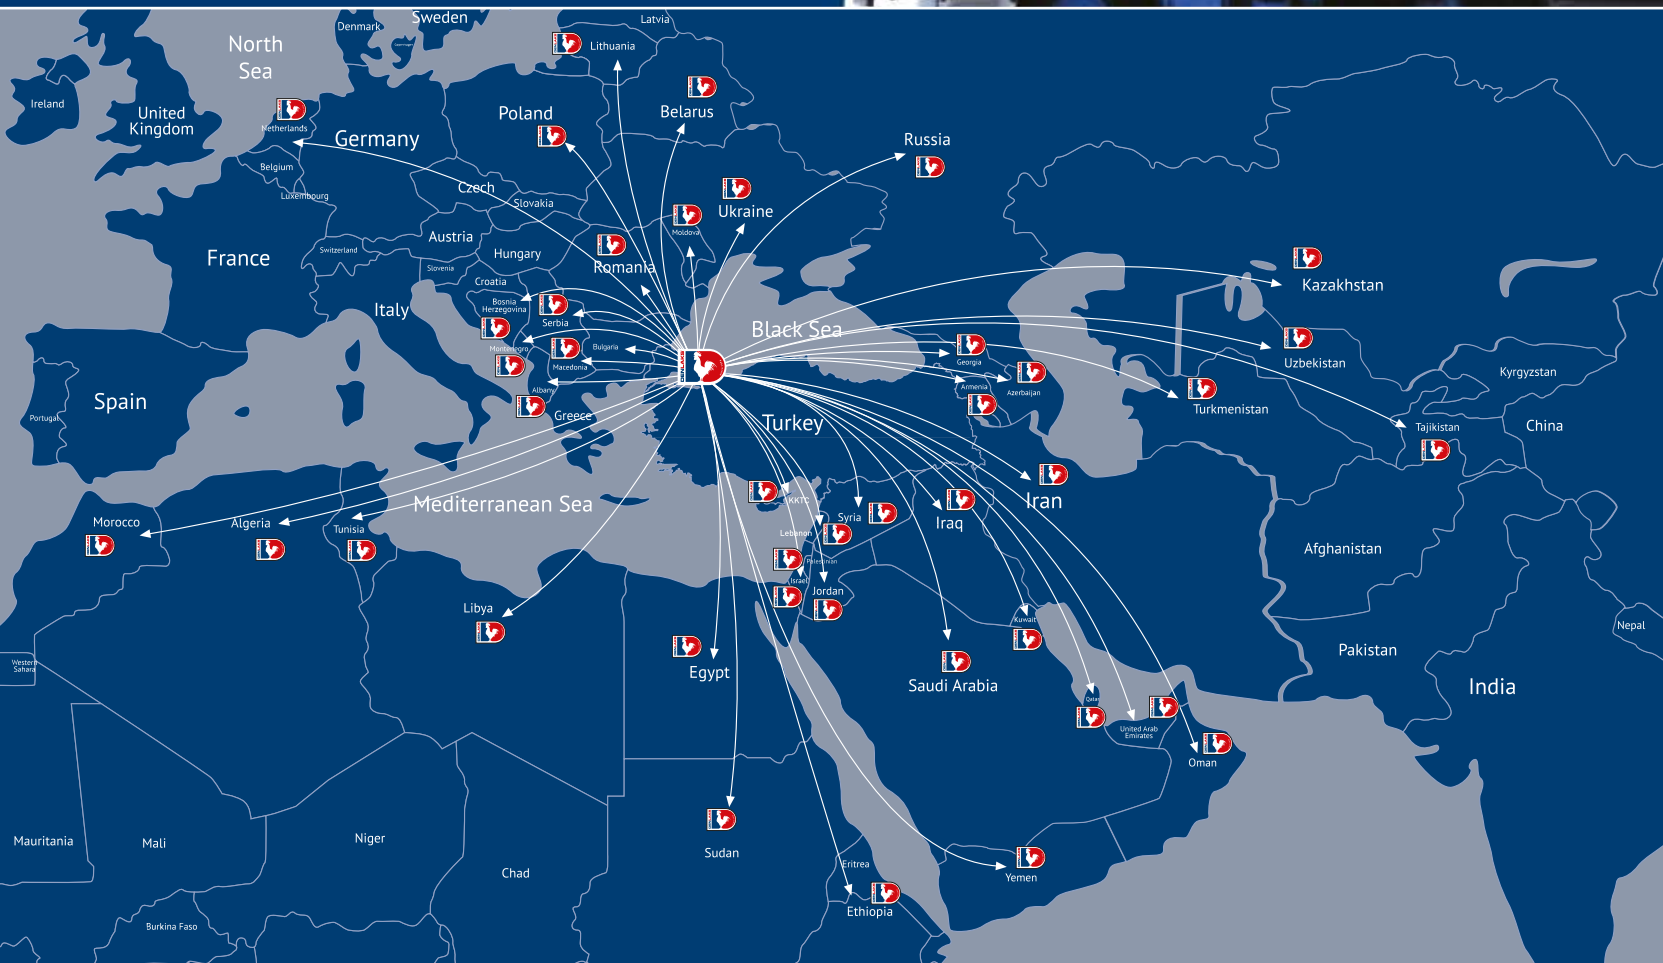 Sweden
Denmark
Latvia
North
Sea
Lithuania
Ireland
United
Kingdom
Netherlands
Germany
Poland
Belarus
Russia
Belgium
Luxembourg
Czech
Slovakia
Ukraine
Moldova
Austria
Switzerland
France
Hungary
Romania
Slovenia
Croatia
Kazakhstan
Italy
Bosnia
Herzegovina
Serbia
Black Sea
Montenegro
Bulgaria
Macedonia
Georgia
Uzbekistan
Kyrgyzstan
Armenia
Azerbaijan
Albany
Spain
Portugal
Greece
Turkey
Turkmenistan
Tajikistan
China
Mediterranean Sea
KKTC
Iran
Morocco
Algeria
Tunisia
Syria
Iraq
Lebanon
Afghanistan
Palestinian
Israel
Jordan
Libya
Kuwait
Nepal
Western
Sahara
Egypt
Saudi Arabia
Pakistan
India
Qatar
United Arab
Emirates
Oman
Mauritania
Mali
Niger
Chad
Sudan
Eritrea
Yemen
Ethiopia
Burkina Faso